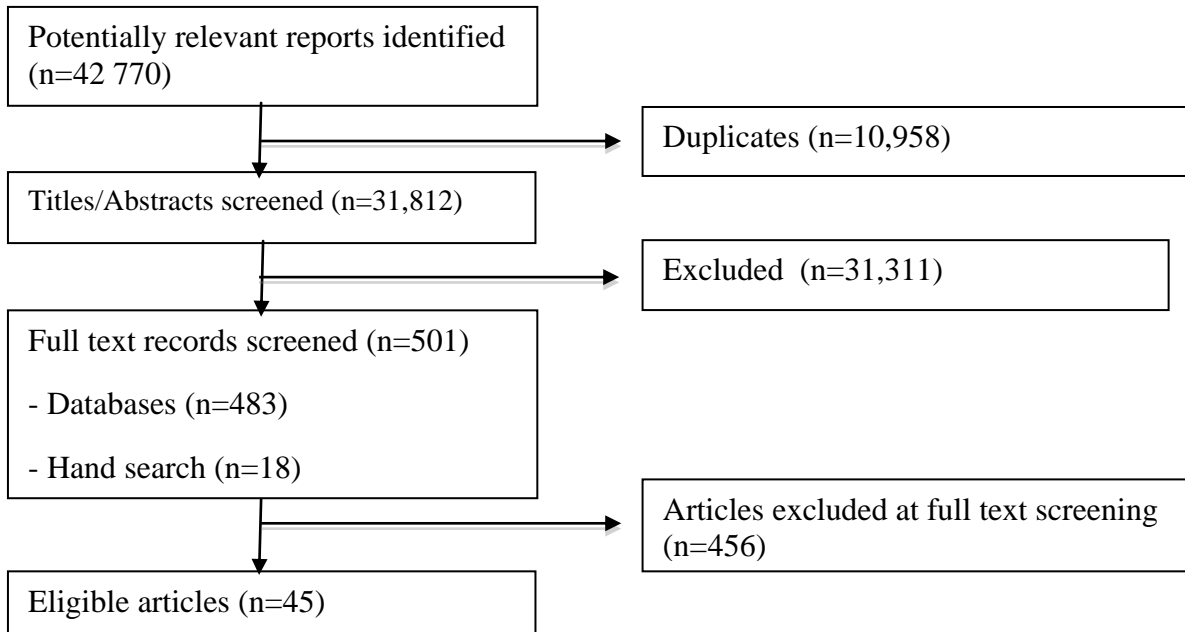 Potentially relevant reports identified
(n=42 770)
Duplicates (n=10,958)
Titles/Abstracts screened (n=31,812)
Excluded  (n=31,311)
Full text records screened (n=501)
- Databases (n=483)
- Hand search (n=18)
Articles excluded at full text screening
(n=456)
Eligible articles (n=45)